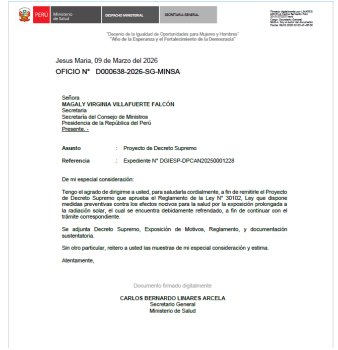 PERÚ Ministerio de Salud DESPACHO MINISTERIAL SECRETARÍA GENERAL
"Decenio de la Igualdad de Oportunidades para Mujeres y Hombres"
"Año de la Esperanza y el Fortalecimiento de la Democracia"
Jesus Maria, 09 de Marzo del 2026
OFICIO N° D000638-2026-SG-MINSA
Señora
MAGALY VIRGINIA VILLAFUERTE FALCÓN
Secretaria
Secretaría del Consejo de Ministros
Presidencia de la República del Perú
Presente. -
Asunto : Proyecto de Decreto Supremo
Referencia : Expediente N° DGIESP-DPCAN20250001228
De mi especial consideración:
Tengo el agrado de dirigirme a usted, para saludarla cordialmente, a fin de remitirle el Proyecto
de Decreto Supremo que aprueba el Reglamento de la Ley N° 30102, Ley que dispone
medidas preventivas contra los efectos nocivos para la salud por la exposición prolongada a
la radiación solar, el cual se encuentra debidamente refrendado, a fin de continuar con el
trámite correspondiente.
Se adjunta Decreto Supremo, Exposición de Motivos, Reglamento, y documentación
sustentatoria.
Sin otro particular, reitero a usted las muestras de mi especial consideración y estima.
Atentamente,
Documento firmado digitalmente
CARLOS BERNARDO LINARES ARCELA
Secretario General
Ministerio de Salud